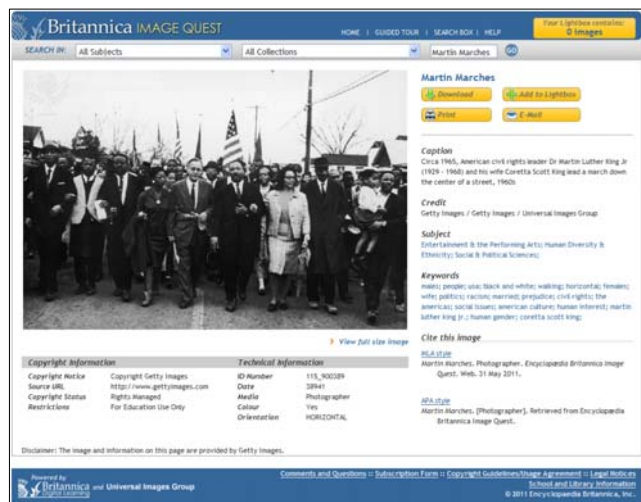 Britannica IMAGE QUEST
HOME | GUIDED TOUR | SEARCH BOX | HELP
Your Lightbox contains:
0 images
SEARCH IN: All Subjects All Collections Martin Marches GO
Martin Marches
Download Add to Lightbox
Print E-Mail
Caption
Circa 1965, American civil rights leader Dr Martin Luther King Jr
(1929 - 1968) and his wife Coretta Scott King lead a march down
the center of a street, 1960s
Credit
Getty Images / Getty Images / Universal Images Group
Subject
Entertainment & the Performing Arts; Human Diversity &
Ethnicity; Social & Political Sciences;
Keywords
males; people; usa; black and white; walking; horizontal; females;
wife; politics; racism; married; prejudice; civil rights; the
americas; social issues; american culture; human interest; martin
luther king jr.; human gender; coretta scott king;
View full size image
Cite this image
MLA style
Martin Marches. Photographer. Encyclopædia Britannica Image
Quest. Web. 31 May 2011.
APA style
Martin Marches. [Photographer]. Retrieved from Encyclopædia
Britannica Image Quest.
Copyright Information
Copyright Notice Copyright Getty Images
Source URL http://www.gettyimages.com
Copyright Status Rights Managed
Restrictions For Education Use Only
Technical Information
ID Number 115_900389
Date 38941
Media Photographer
Colour Yes
Orientation HORIZONTAL
Disclaimer: The image and information on this page are provided by Getty Images.
Powered by
Britannica and Universal Images Group
Digital Learning
Comments and Questions :: Subscription Form :: Copyright Guidelines/Usage Agreement :: Legal Notices
School and Library Information
© 2011 Encyclopaedia Britannica, Inc.